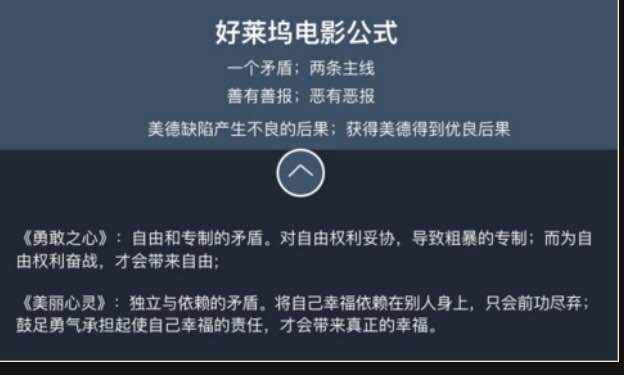 好莱坞电影公式
一个矛盾；两条主线
善有善报；恶有恶报
美德缺陷产生不良的后果；获得美德得到优良后果
《勇敢之心》：自由和专制的矛盾。对自由权利妥协，导致粗暴的专制；而为自
由权利奋战，才会带来自由；
《美丽心灵》：独立与依赖的矛盾。将自己幸福依赖在别人身上，只会前功尽弃；
鼓足勇气承担起使自己幸福的责任，才会带来真正的幸福。